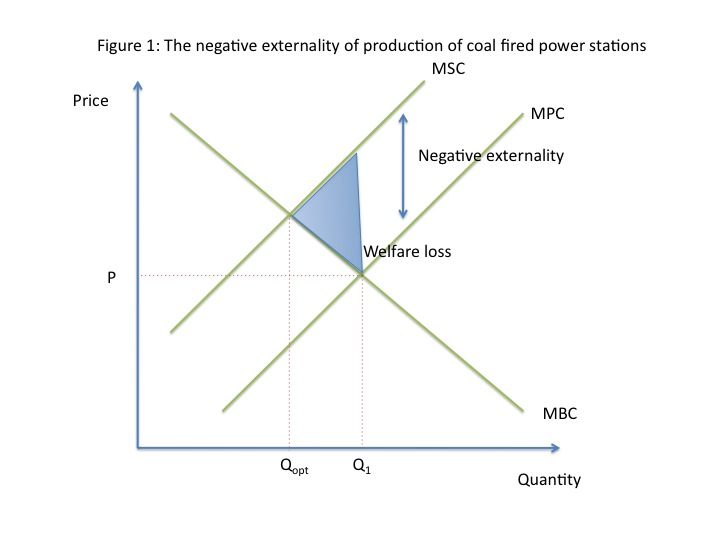 Figure 1: The negative externality of production of coal fired power stations
MSC
Price
MPC
Negative externality
Welfare loss
P
MBC
Qopt
Q1
Quantity